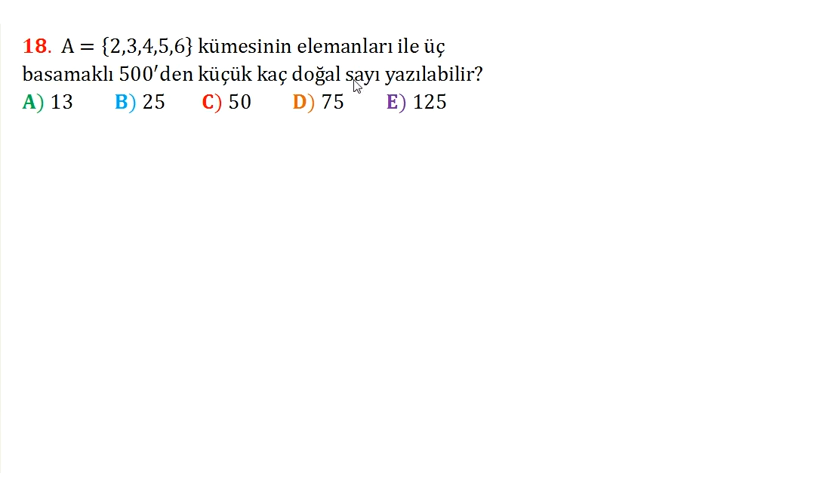 18. A = {2,3,4,5,6} kümesinin elemanları ile üç
basamaklı 500′den küçük kaç doğal sayı yazılabilir?
A) 13 B) 25 C) 50 D) 75 E) 125